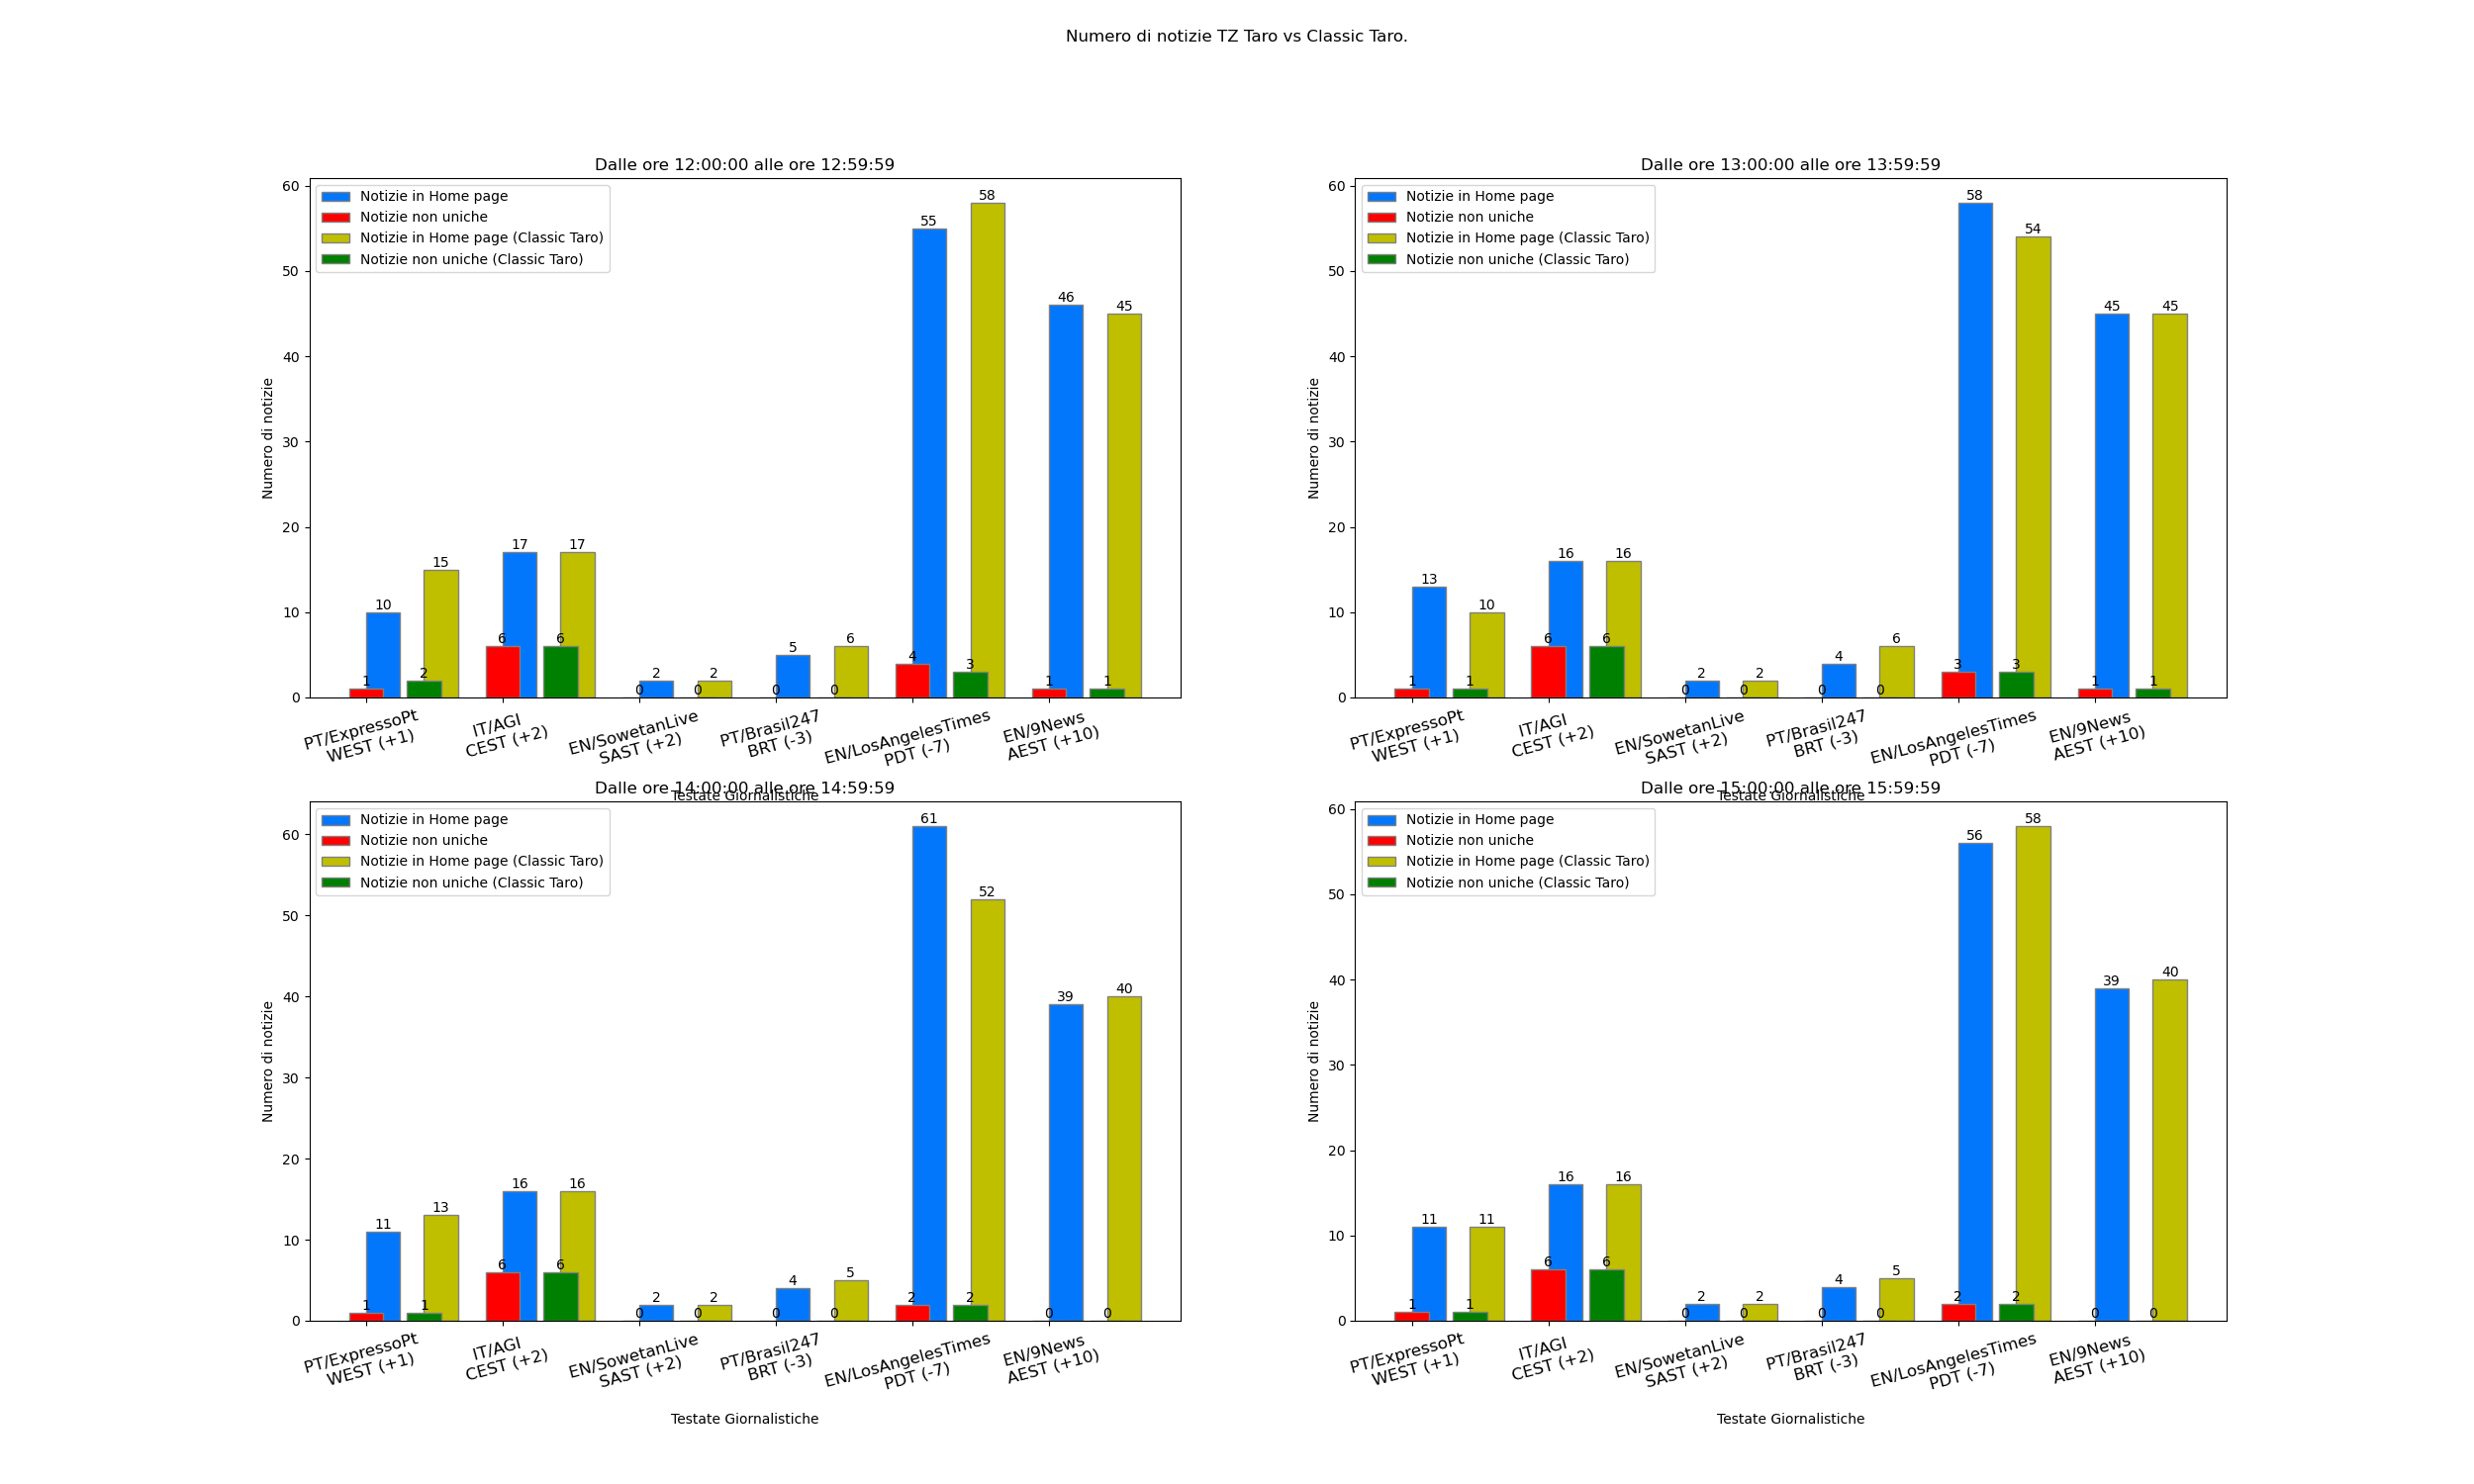 Numero di notizie TZ Taro vs Classic Taro.
Dalle ore 12:00:00 alle ore 12:59:59
Notizie in Home page
Notizie non uniche
Notizie in Home page (Classic Taro)
Notizie non uniche (Classic Taro)
Numero di notizie
60
50
40
30
20
10
0
1 10 2 15
6 17 6 17
0 2 0 2
0 5 0 6
4 55 3 58
1 46 1 45
PT/ExpressoPt
WEST (+1)
IT/AGI
CEST (+2)
EN/SowetanLive
SAST (+2)
PT/Brasil247
BRT (-3)
EN/LosAngelesTimes
PDT (-7)
EN/9News
AEST (+10)
Testate Giornalistiche
Dalle ore 13:00:00 alle ore 13:59:59
Notizie in Home page
Notizie non uniche
Notizie in Home page (Classic Taro)
Notizie non uniche (Classic Taro)
Numero di notizie
60
50
40
30
20
10
0
1 13 1 10
6 16 6 16
0 2 0 2
0 4 0 6
3 58 3 54
1 45 1 45
PT/ExpressoPt
WEST (+1)
IT/AGI
CEST (+2)
EN/SowetanLive
SAST (+2)
PT/Brasil247
BRT (-3)
EN/LosAngelesTimes
PDT (-7)
EN/9News
AEST (+10)
Testate Giornalistiche
Dalle ore 14:00:00 alle ore 14:59:59
Notizie in Home page
Notizie non uniche
Notizie in Home page (Classic Taro)
Notizie non uniche (Classic Taro)
Numero di notizie
60
50
40
30
20
10
0
1 11 1 13
6 16 6 16
0 2 0 2
0 4 0 5
2 61 2 52
0 39 0 40
PT/ExpressoPt
WEST (+1)
IT/AGI
CEST (+2)
EN/SowetanLive
SAST (+2)
PT/Brasil247
BRT (-3)
EN/LosAngelesTimes
PDT (-7)
EN/9News
AEST (+10)
Testate Giornalistiche
Dalle ore 15:00:00 alle ore 15:59:59
Notizie in Home page
Notizie non uniche
Notizie in Home page (Classic Taro)
Notizie non uniche (Classic Taro)
Numero di notizie
60
50
40
30
20
10
0
1 11 1 11
6 16 6 16
0 2 0 2
0 4 0 5
2 56 2 58
0 39 0 40
PT/ExpressoPt
WEST (+1)
IT/AGI
CEST (+2)
EN/SowetanLive
SAST (+2)
PT/Brasil247
BRT (-3)
EN/LosAngelesTimes
PDT (-7)
EN/9News
AEST (+10)
Testate Giornalistiche